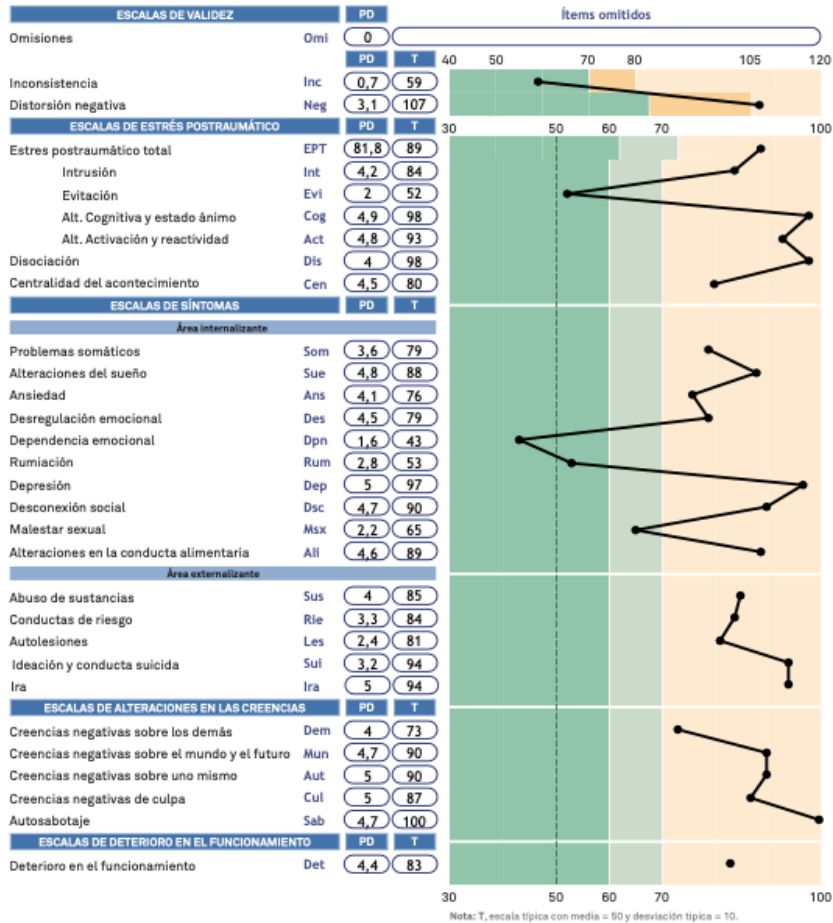 ESCALAS DE VALIDEZ PD Ítems omitidos
Omisiones Omi 0
PD T 40 50 70 80 105 120
Inconsistencia Inc 0,7 59
Distorsión negativa Neg 3,1 107
ESCALAS DE ESTRÉS POSTRAUMÁTICO PD T 30 50 60 70 100
Estres postraumático total EPT 81,8 89
Intrusión Int 4,2 84
Evitación Evi 2 52
Alt. Cognitiva y estado ánimo Cog 4,9 98
Alt. Activación y reactividad Act 4,8 93
Disociación Dis 4 98
Centralidad del acontecimiento Cen 4,5 80
ESCALAS DE SÍNTOMAS PD T
Área internalizante
Problemas somáticos Som 3,6 79
Alteraciones del sueño Sue 4,8 88
Ansiedad Ans 4,1 76
Desregulación emocional Des 4,5 79
Dependencia emocional Dpn 1,6 43
Rumiación Rum 2,8 53
Depresión Dep 5 97
Desconexión social Dsc 4,7 90
Malestar sexual Msx 2,2 65
Alteraciones en la conducta alimentaria Ali 4,6 89
Área externalizante
Abuso de sustancias Sus 4 85
Conductas de riesgo Rie 3,3 84
Autolesiones Les 2,4 81
Ideación y conducta suicida Sui 3,2 94
Ira Ira 5 94
ESCALAS DE ALTERACIONES EN LAS CREENCIAS PD T
Creencias negativas sobre los demás Dem 4 73
Creencias negativas sobre el mundo y el futuro Mun 4,7 90
Creencias negativas sobre uno mismo Aut 5 90
Creencias negativas de culpa Cul 5 87
Autosabotaje Sab 4,7 100
ESCALAS DE DETERIORO EN EL FUNCIONAMIENTO PD T
Deterioro en el funcionamiento Det 4,4 83
30 50 60 70 100
Nota: T, escala típica con media = 50 y desviación típica = 10.